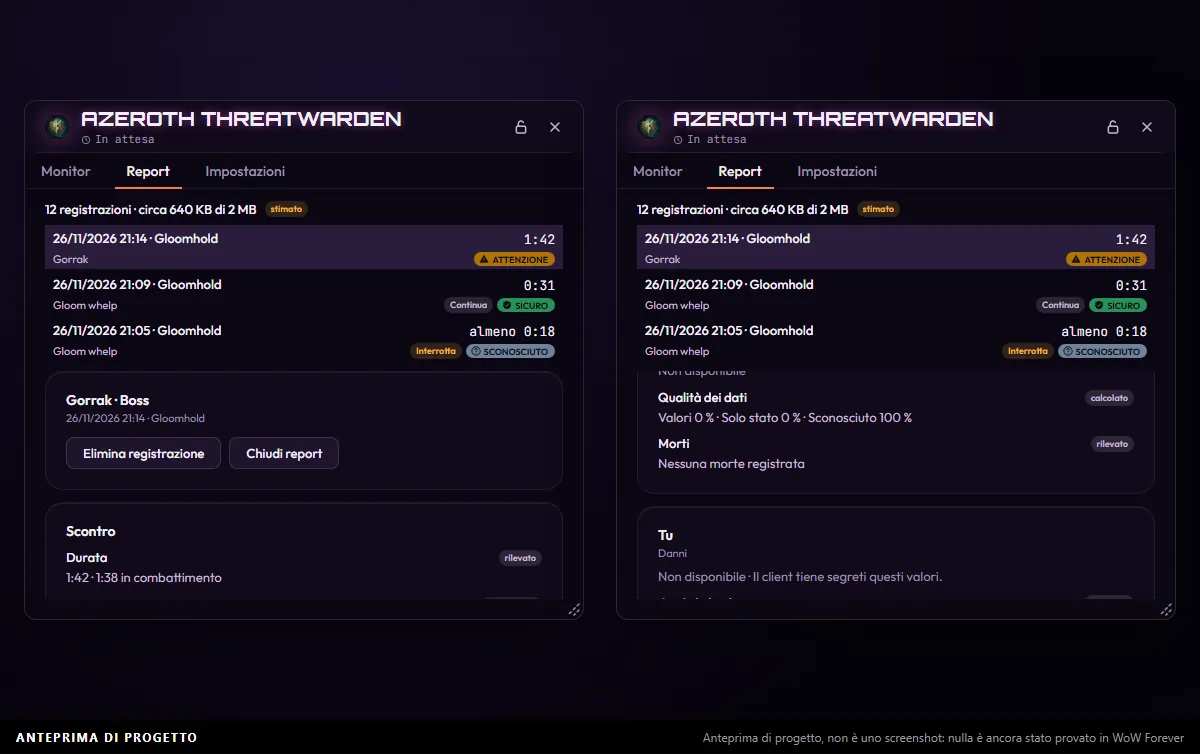 AZEROTH THREATWARDEN
In attesa
Monitor Report Impostazioni
12 registrazioni · circa 640 KB di 2 MB stimato
26/11/2026 21:14 · Gloomhold 1:42
Gorrak ATTENZIONE
26/11/2026 21:09 · Gloomhold 0:31
Gloom whelp Continua SICURO
26/11/2026 21:05 · Gloomhold almeno 0:18
Gloom whelp Interrotta SCONOSCIUTO
Gorrak · Boss
26/11/2026 21:14 · Gloomhold
Elimina registrazione Chiudi report
Scontro
Durata rilevato
1:42 · 1:38 in combattimento
AZEROTH THREATWARDEN
In attesa
Monitor Report Impostazioni
12 registrazioni · circa 640 KB di 2 MB stimato
26/11/2026 21:14 · Gloomhold 1:42
Gorrak ATTENZIONE
26/11/2026 21:09 · Gloomhold 0:31
Gloom whelp Continua SICURO
26/11/2026 21:05 · Gloomhold almeno 0:18
Gloom whelp Interrotta SCONOSCIUTO
Non disponibile
Qualità dei dati calcolato
Valori 0 % · Solo stato 0 % · Sconosciuto 100 %
Morti rilevato
Nessuna morte registrata
Tu
Danni
Non disponibile · Il client tiene segreti questi valori.
ANTEPRIMA DI PROGETTO
Anteprima di progetto, non è uno screenshot: nulla è ancora stato provato in WoW Forever